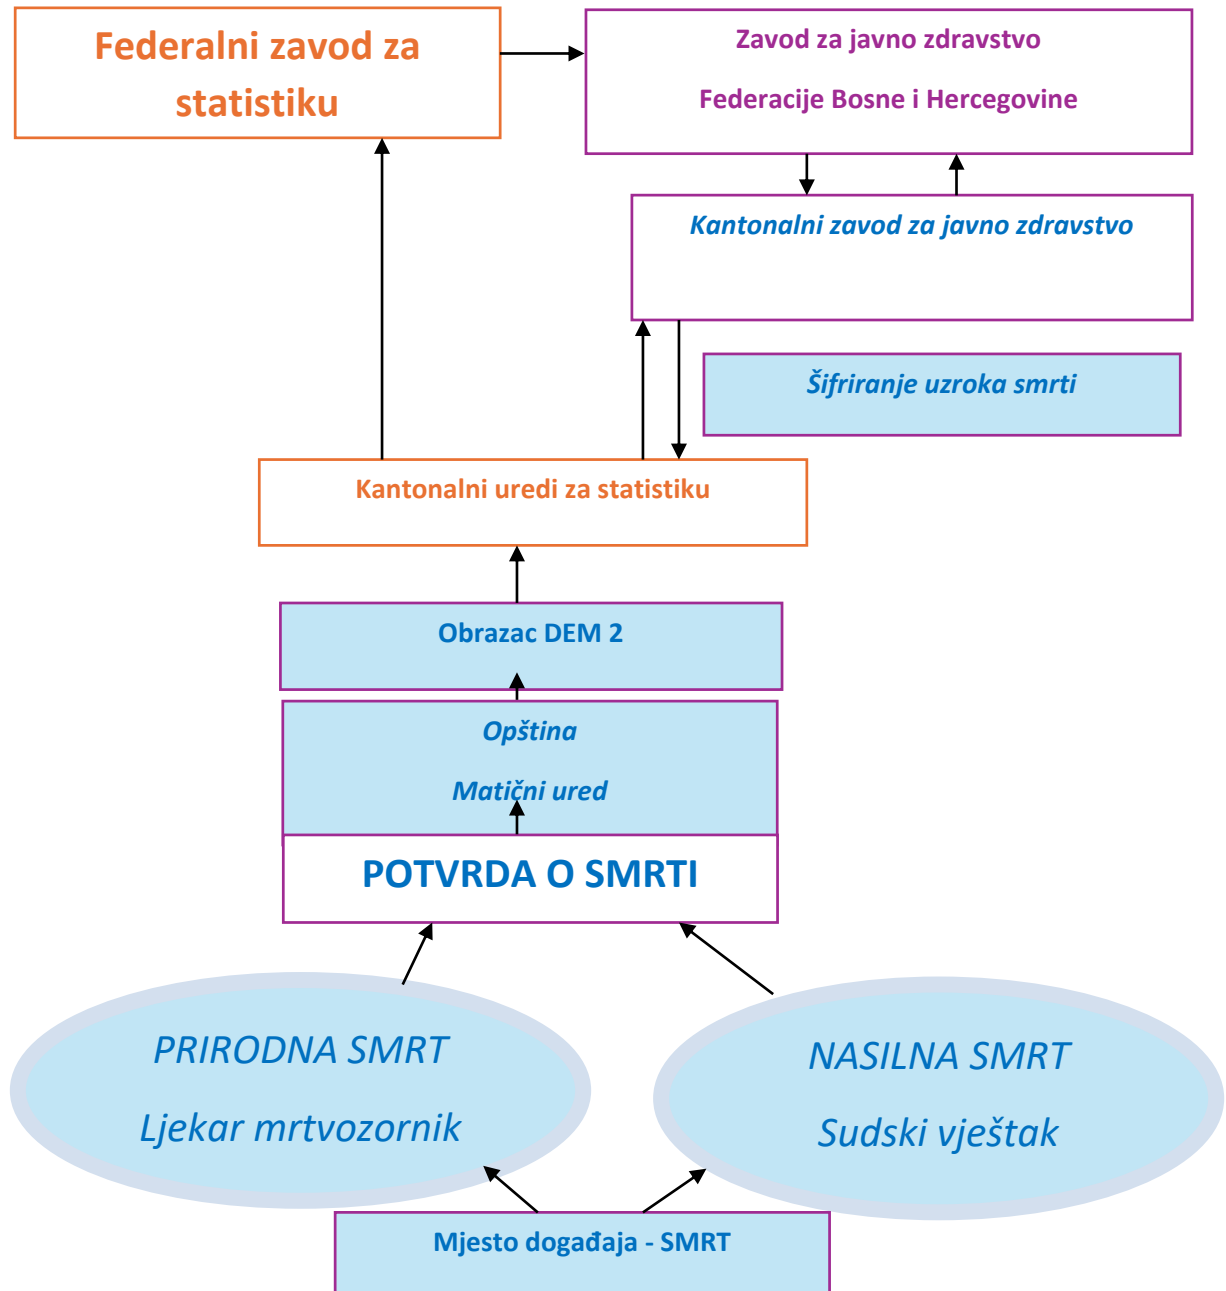 Federalni zavod za
statistiku
Zavod za javno zdravstvo
Federacije Bosne i Hercegovine
Kantonalni zavod za javno zdravstvo
Šifriranje uzroka smrti
Kantonalni uredi za statistiku
Obrazac DEM 2
Opština
Matični ured
POTVRDA O SMRTI
PRIRODNA SMRT
Ljekar mrtvozornik
NASILNA SMRT
Sudski vještak
Mjesto događaja - SMRT